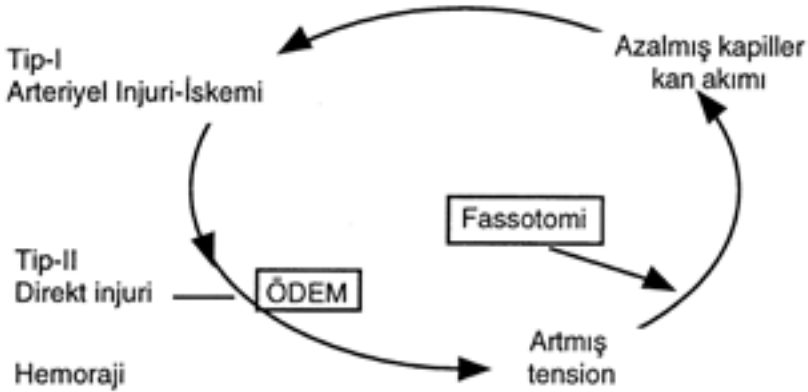 Tip-I
Arteriyel Injuri-İskemi
Azalmış kapiller
kan akımı
Fassotomi
Tip-II
Direkt injuri
ÖDEM
Artmış
tension
Hemoraji